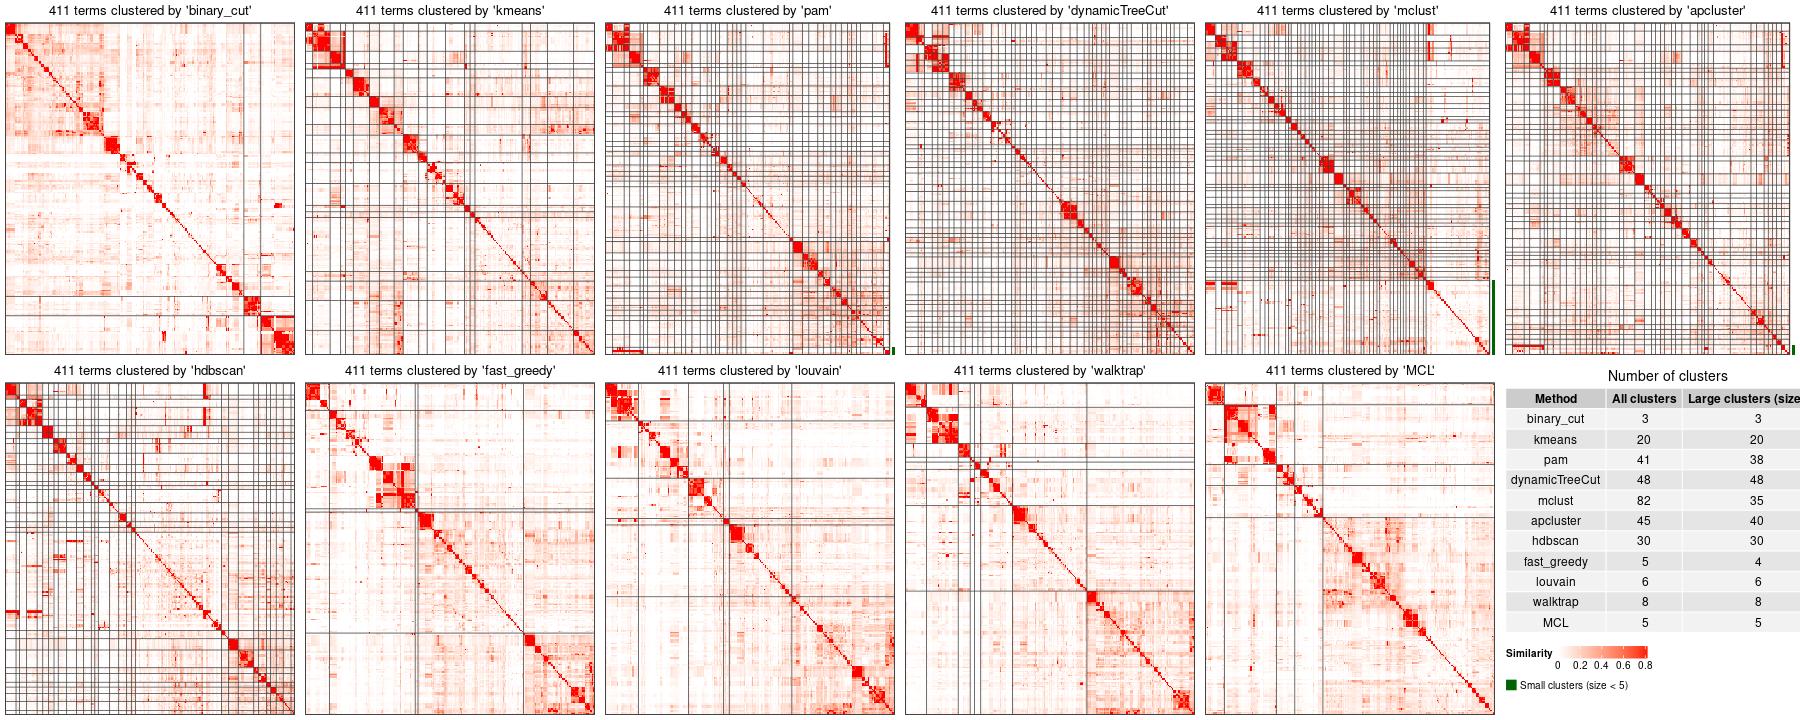 411 terms clustered by 'binary_cut'
411 terms clustered by 'kmeans'
411 terms clustered by 'pam'
411 terms clustered by 'dynamicTreeCut'
411 terms clustered by 'mclust'
411 terms clustered by 'apcluster'
411 terms clustered by 'hdbscan'
411 terms clustered by 'fast_greedy'
411 terms clustered by 'louvain'
411 terms clustered by 'walktrap'
411 terms clustered by 'MCL'
Number of clusters
Method All clusters Large clusters (size
binary_cut 3 3
kmeans 20 20
pam 41 38
dynamicTreeCut 48 48
mclust 82 35
apcluster 45 40
hdbscan 30 30
fast_greedy 5 4
louvain 6 6
walktrap 8 8
MCL 5 5
Similarity
0 0.2 0.4 0.6 0.8
Small clusters (size < 5)